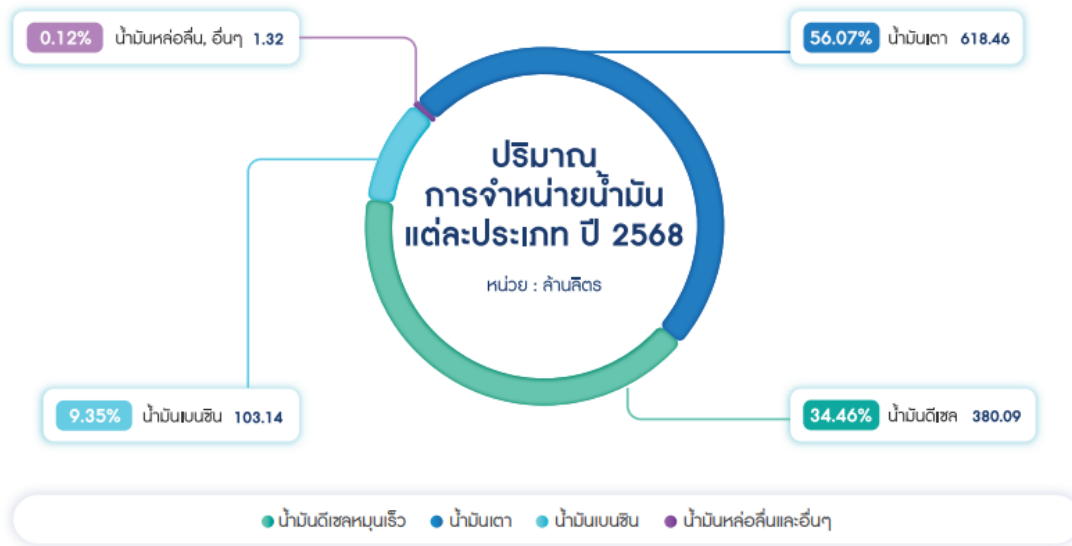 0.12% น้ำมันหล่อลื่น, อื่นๆ 1.32
56.07% น้ำมันเตา 618.46
ปริมาณ
การจำหน่ายน้ำมัน
แต่ละประเภท ปี 2568
หน่วย : ล้านลิตร
9.35% น้ำมันเบนซิน 103.14
34.46% น้ำมันดีเซล 380.09
น้ำมันดีเซลหมุนเร็ว น้ำมันเตา น้ำมันเบนซิน น้ำมันหล่อลื่นและอื่นๆ